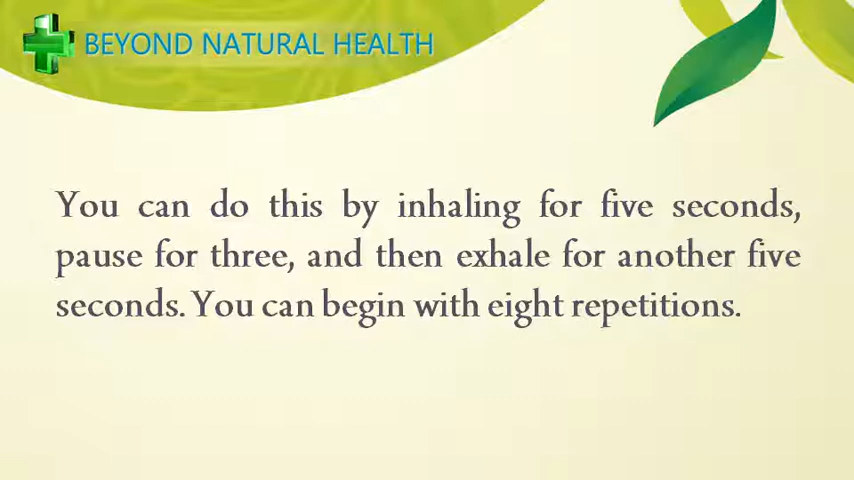 BEYOND NATURAL HEALTH
You can do this by inhaling for five seconds,
pause for three, and then exhale for another five
seconds. You can begin with eight repetitions.